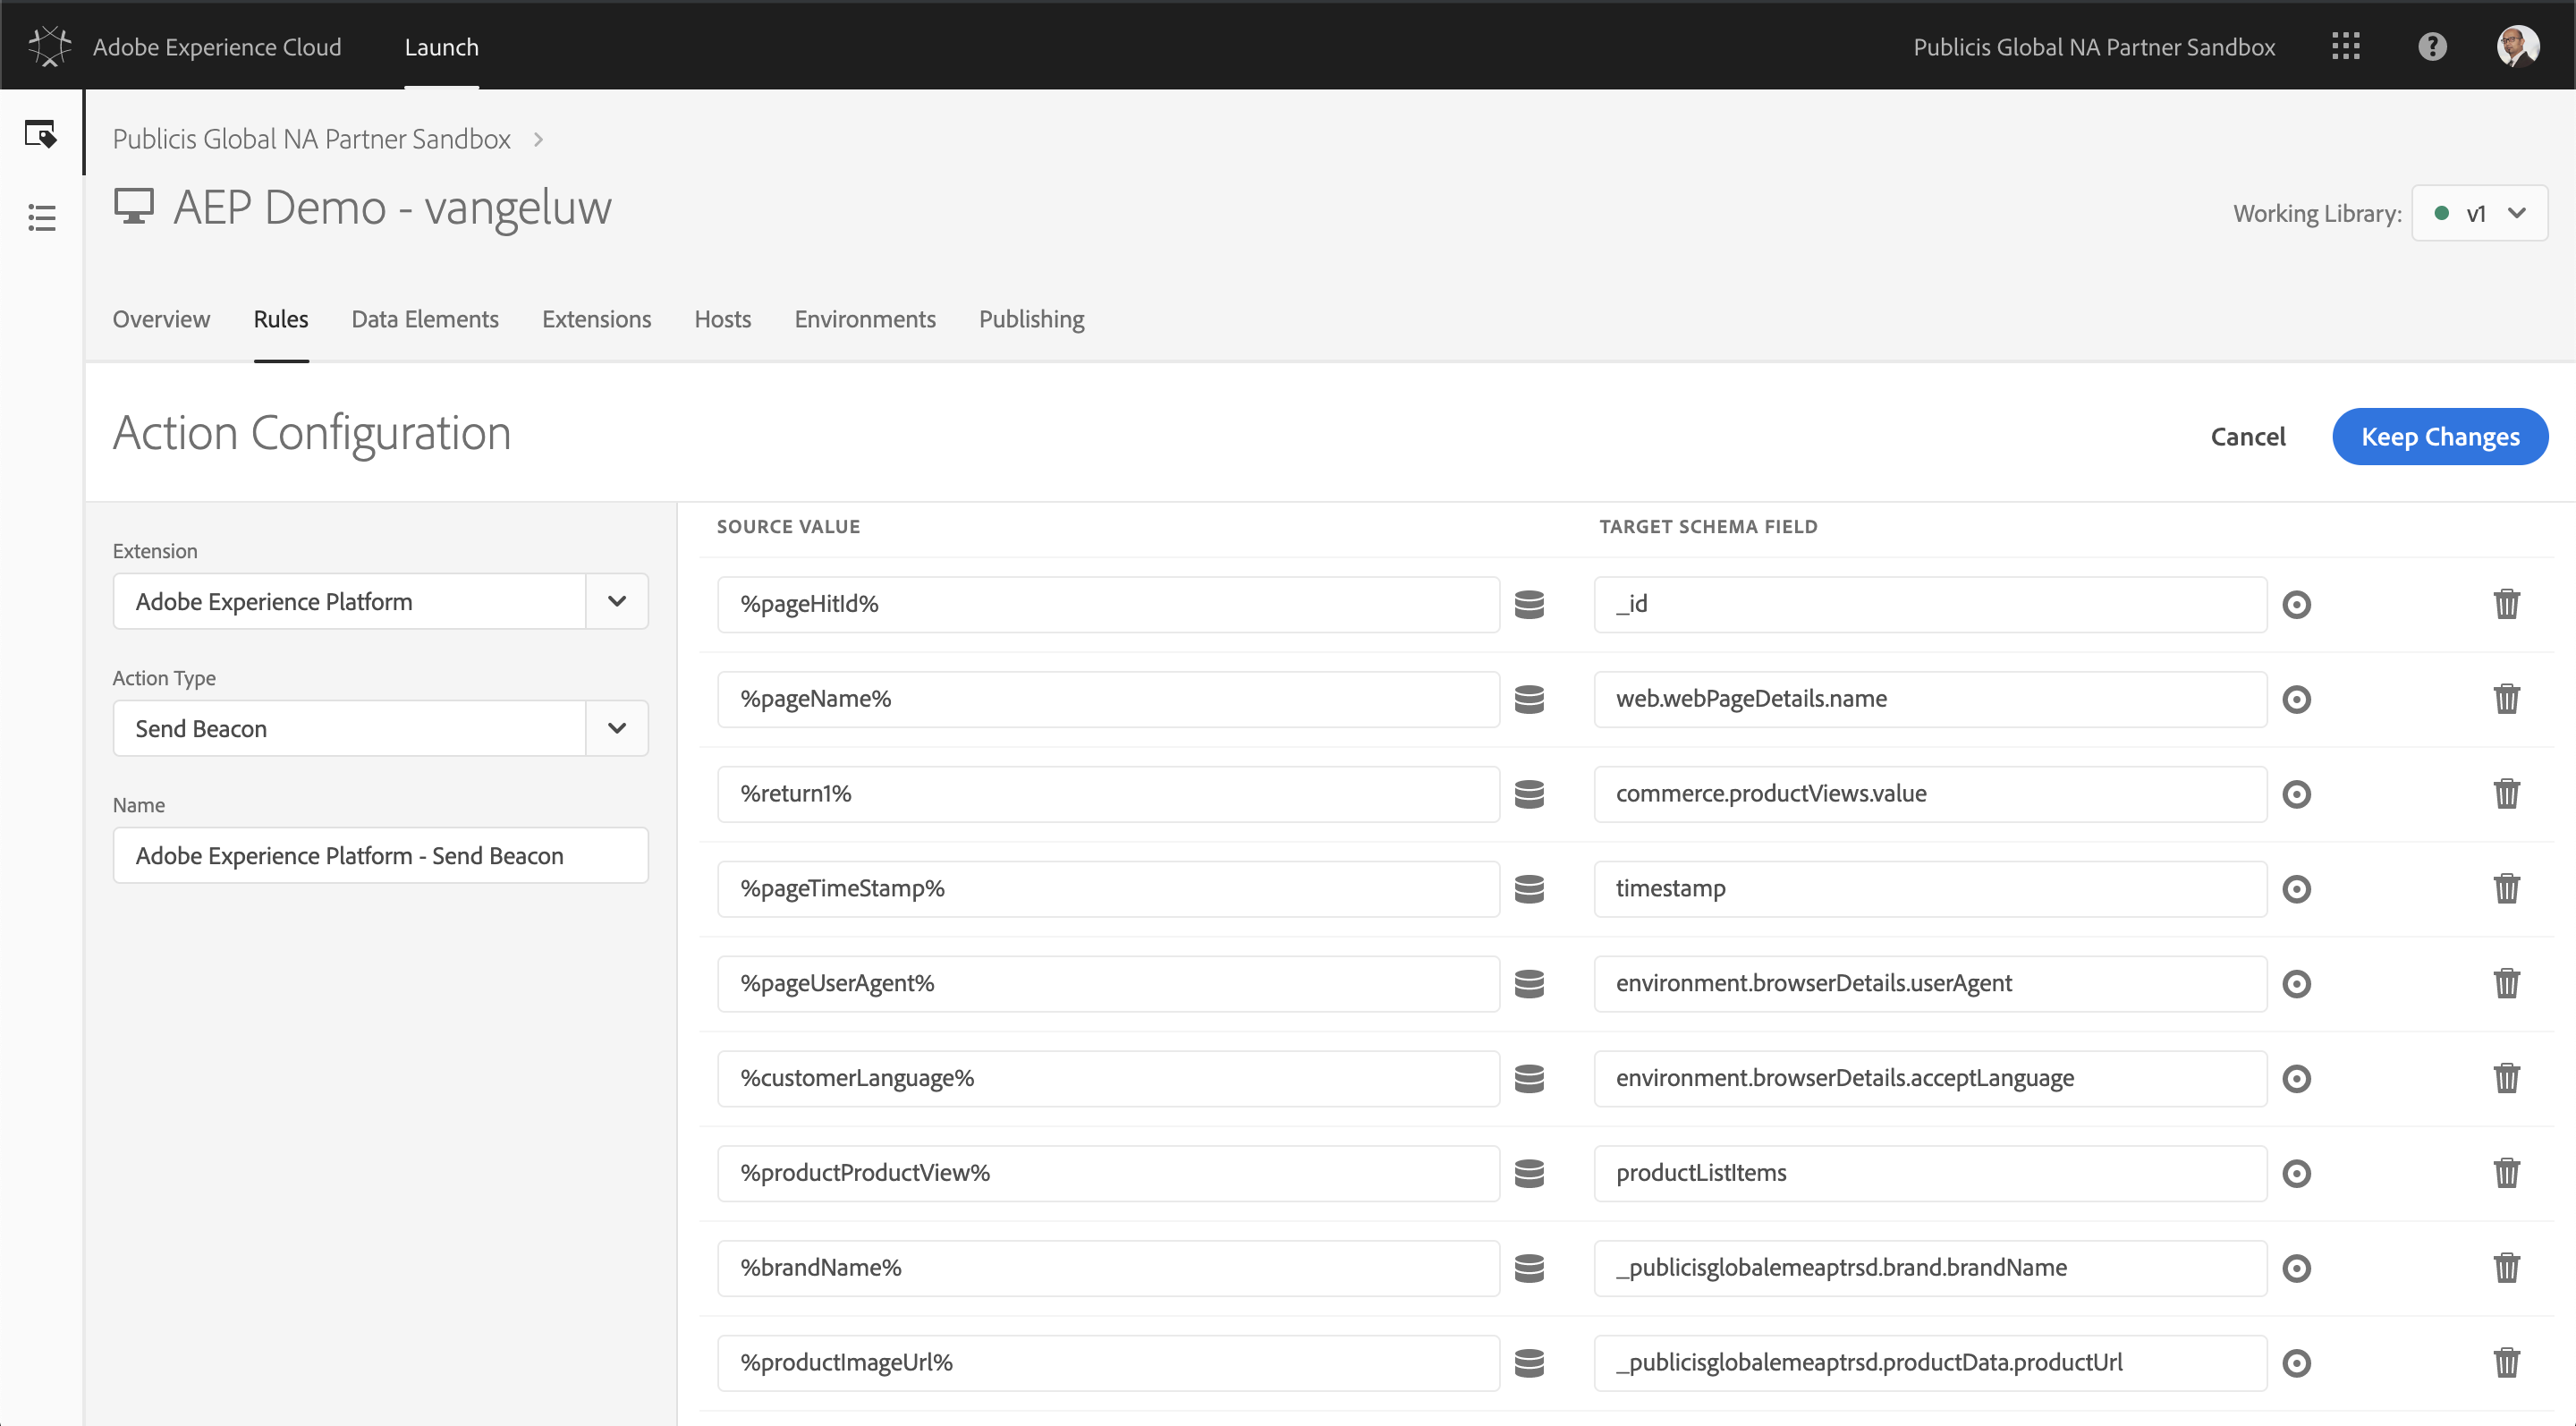 Adobe Experience Cloud
Launch
Publicis Global NA Partner Sandbox
?
Publicis Global NA Partner Sandbox
AEP Demo - vangeluw
Working Library:
v1
Overview
Rules
Data Elements
Extensions
Hosts
Environments
Publishing
Action Configuration
Cancel
Keep Changes
Extension
Adobe Experience Platform
Action Type
Send Beacon
Name
Adobe Experience Platform - Send Beacon
SOURCE VALUE
TARGET SCHEMA FIELD
%pageHitId%
_id
%pageName%
web.webPageDetails.name
%return1%
commerce.productViews.value
%pageTimeStamp%
timestamp
%pageUserAgent%
environment.browserDetails.userAgent
%customerLanguage%
environment.browserDetails.acceptLanguage
%productProductView%
productListItems
%brandName%
_publicisglobalemeaptrsd.brand.brandName
%productImageUrl%
_publicisglobalemeaptrsd.productData.productUrl